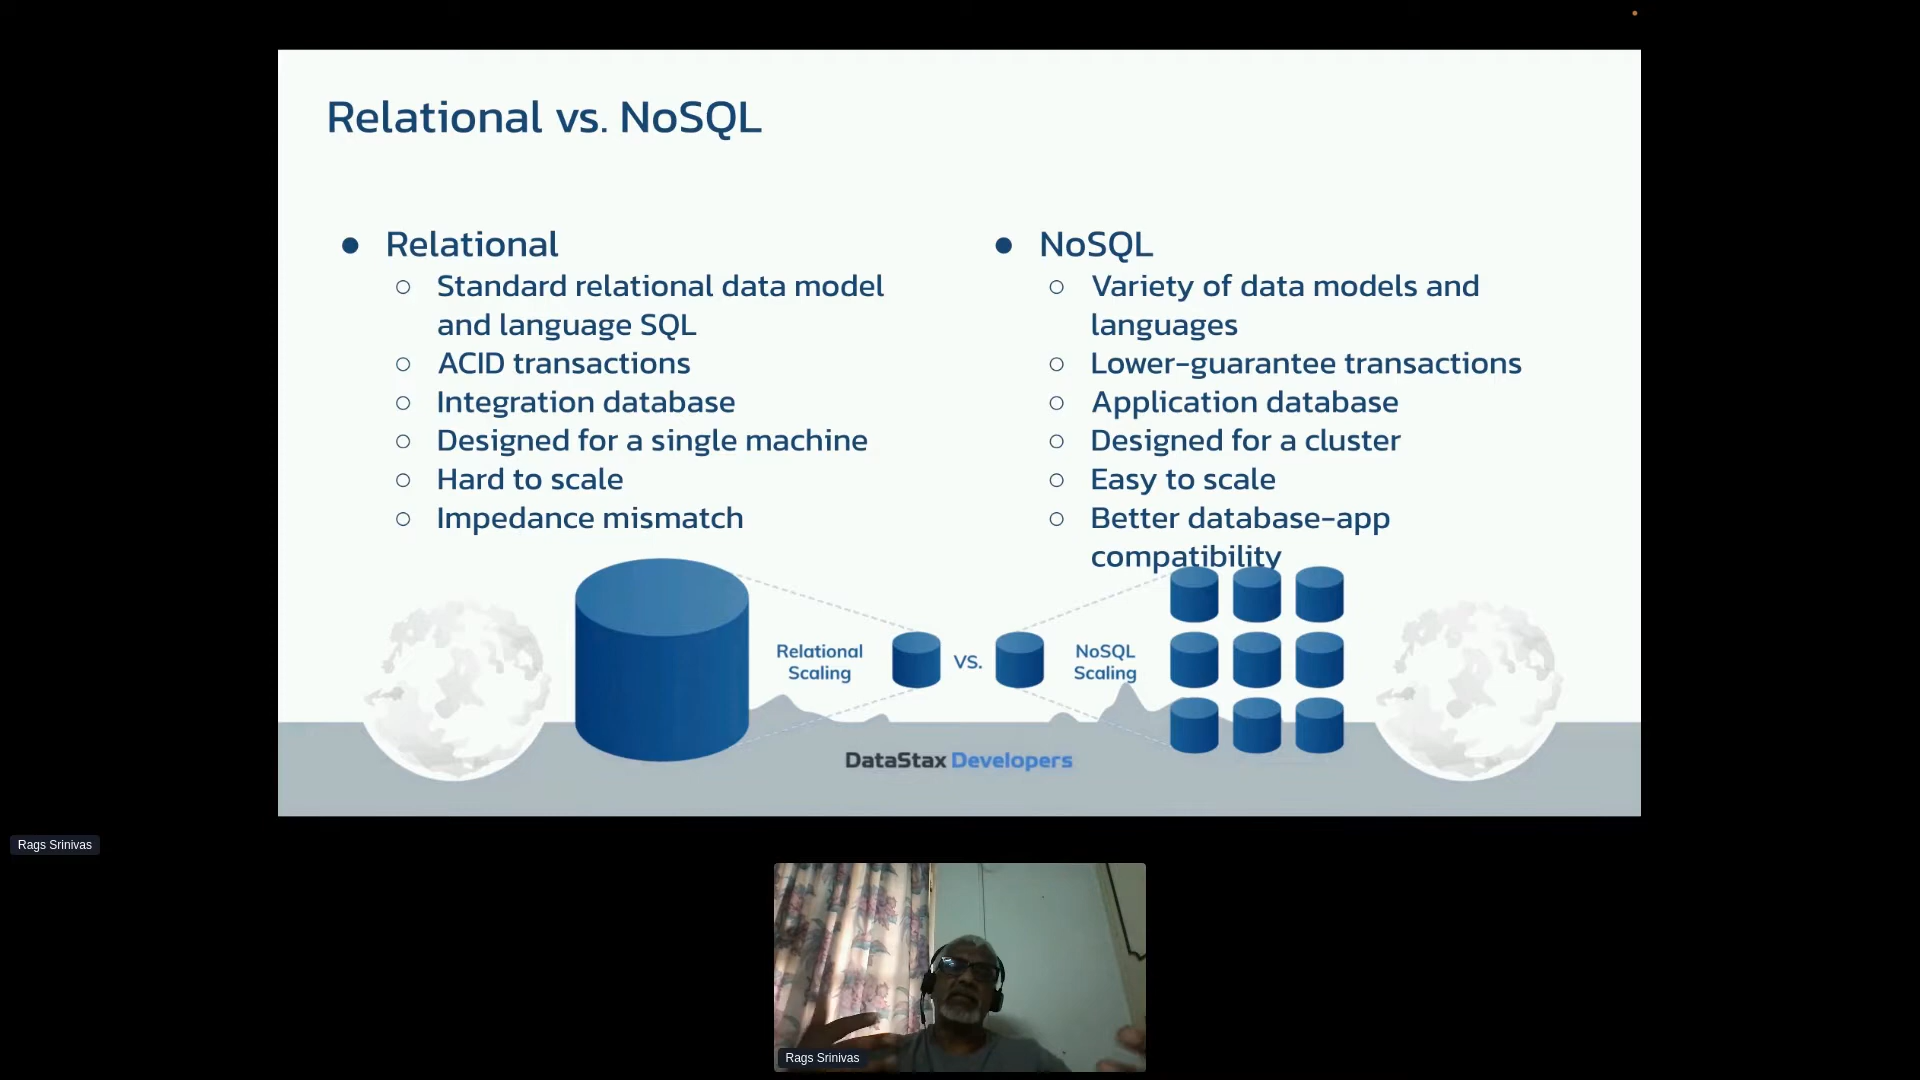 Relational vs. NoSQL
Relational
Standard relational data model
and language SQL
ACID transactions
Integration database
Designed for a single machine
Hard to scale
Impedance mismatch
NoSQL
Variety of data models and
languages
Lower-guarantee transactions
Application database
Designed for a cluster
Easy to scale
Better database-app
compatibility
Relational
Scaling
VS.
NoSQL
Scaling
DataStax Developers
Rags Srinivas
Rags Srinivas